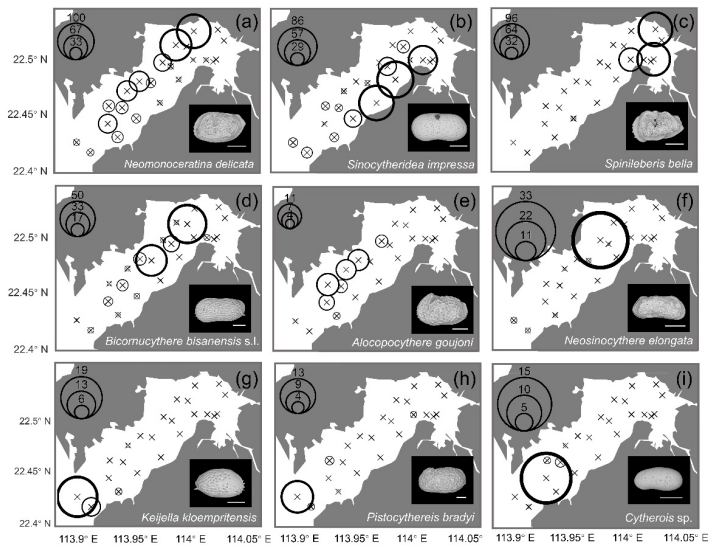 (a)
100
67
33
Neomonoceratina delicata
(b)
86
57
29
Sinocytheridea impressa
(c)
96
64
32
Spinileberis bella
22.5° N
22.45° N
22.4° N
(d)
50
33
17
Bicornucythere bisanensis s.l.
(e)
11
7
4
Alocopocythere goujoni
(f)
33
22
11
Neosinocythere elongata
22.5° N
22.45° N
22.4° N
(g)
19
13
6
Keijella kloempritensis
(h)
13
9
4
Pistocythereis bradyi
(i)
15
10
5
Cytherois sp.
22.5° N
22.45° N
22.4° N
113.9° E 113.95° E 114° E 114.05° E
113.9° E 113.95° E 114° E 114.05° E
113.9° E 113.95° E 114° E 114.05° E